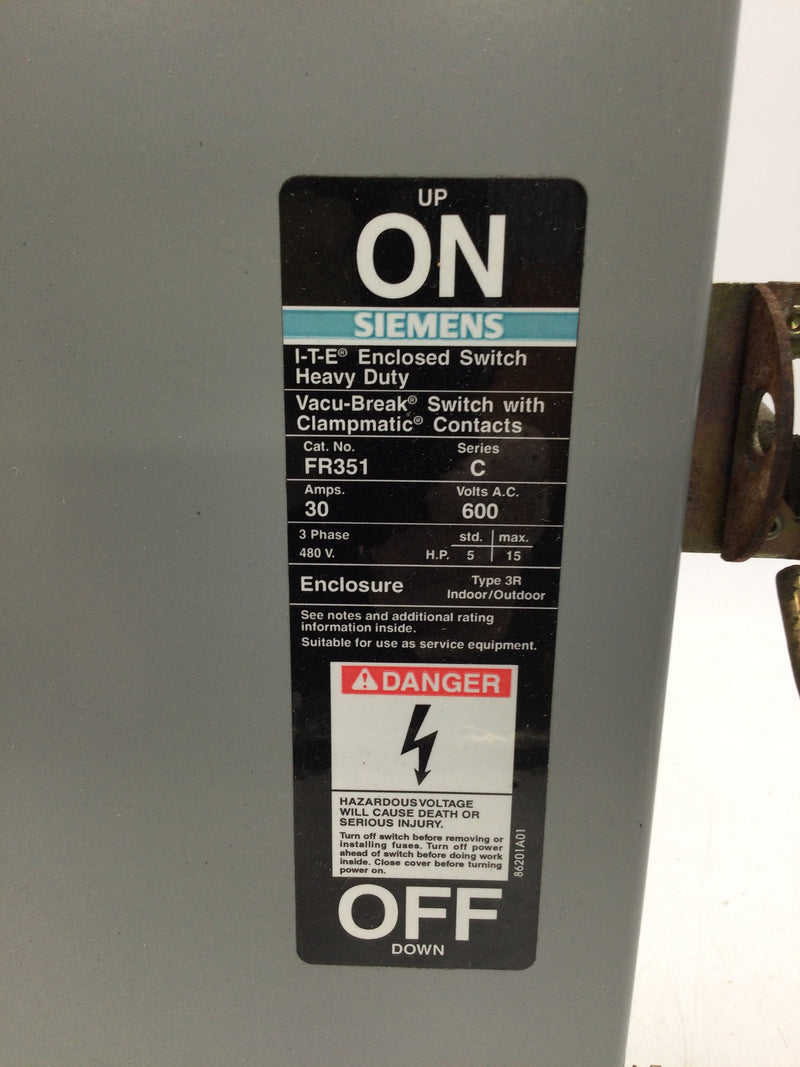 UP
ON
SIEMENS
I-T-E® Enclosed Switch
Heavy Duty
Vacu-Break® Switch with
Clampmatic® Contacts
Cat. No. Series
FR351 C
Amps. Volts A.C.
30 600
3 Phase std. max.
480 V. H.P. 5 15
Enclosure Type 3R
Indoor/Outdoor
See notes and additional rating
information inside.
Suitable for use as service equipment.
DANGER
HAZARDOUS VOLTAGE
WILL CAUSE DEATH OR
SERIOUS INJURY.
Turn off switch before removing or
installing fuses. Turn off power
ahead of switch before doing work
inside. Close cover before turning
power on.
86201A01
OFF
DOWN